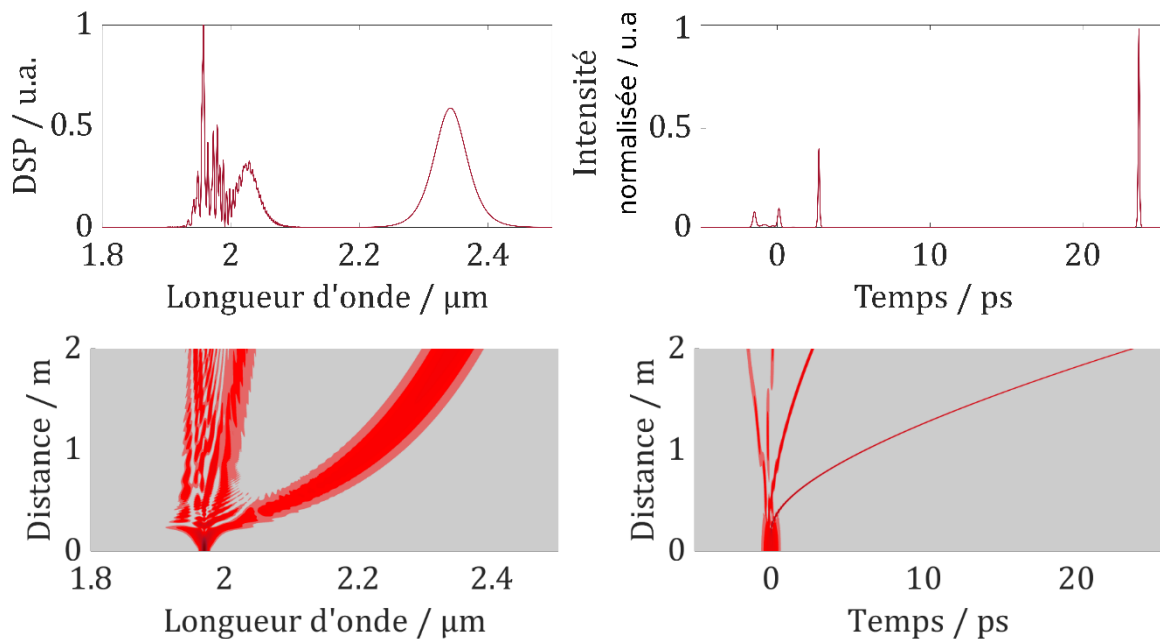 1
0.5
0
DSP / u.a.
1.8
2
2.2
2.4
Longueur d'onde / µm
1
0.5
0
Intensité
normalisée / u.a
0
10
20
Temps / ps
2
1
0
Distance / m
1.8
2
2.2
2.4
Longueur d'onde / µm
2
1
0
Distance / m
0
10
20
Temps / ps